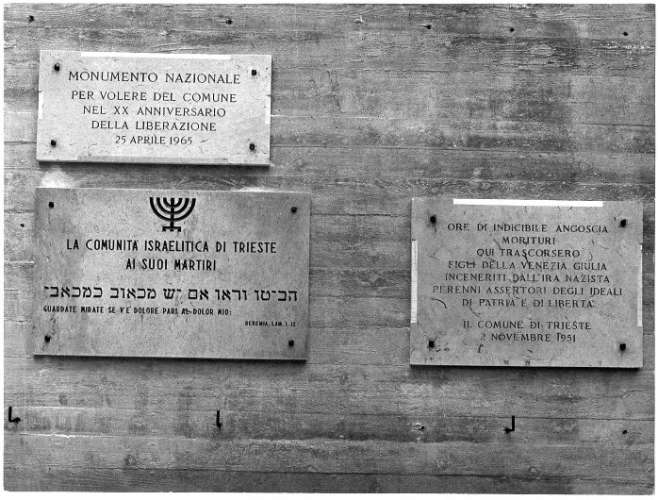 MONUMENTO NAZIONALE
PER VOLERE DEL COMUNE
NEL XX ANNIVERSARIO
DELLA LIBERAZIONE
25 APRILE 1965
LA COMUNITA ISRAELITICA DI TRIESTE
AI SUOI MARTIRI
הביטו וראו אם יש מכאוב כמכאבי
GUARDATE MIRATE SE V'È DOLORE PARI AL DOLOR MIO:
GEREMIA, LAM. I-12
ORE DI INDICIBILE ANGOSCIA
MORITURI
QUI TRASCORSERO
FIGLI DELLA VENEZIA GIULIA
INCENERITI DALL'IRA NAZISTA
PERENNI ASSERTORI DEGLI IDEALI
DI PATRIA E DI LIBERTÀ
IL COMUNE DI TRIESTE
2 NOVEMBRE 1951